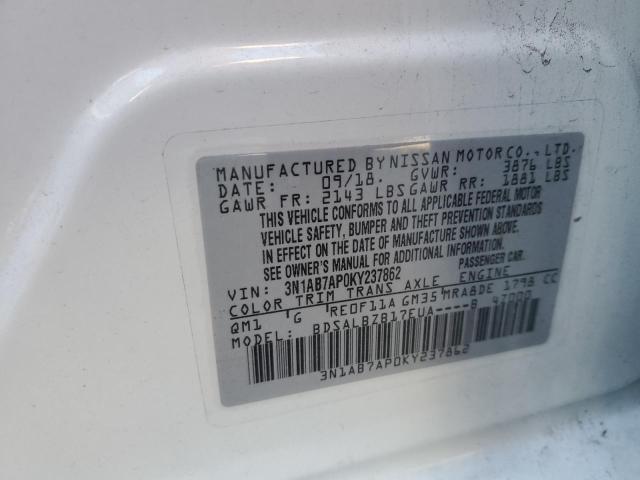 MANUFACTURED BY NISSAN MOTOR CO., LTD.
DATE: 09/18. GVWR: 3876 LBS
GAWR FR: 2143 LBS GAWR RR: 1881 LBS
THIS VEHICLE CONFORMS TO ALL APPLICABLE FEDERAL MOTOR
VEHICLE SAFETY, BUMPER AND THEFT PREVENTION STANDARDS
IN EFFECT ON THE DATE OF MANUFACTURE SHOWN ABOVE.
SEE OWNER'S MANUAL FOR ADDITIONAL INFORMATION.
VIN: 3N1AB7AP0KY237862 PASSENGER CAR.
COLOR TRIM TRANS AXLE ENGINE
QM1 G RE0F11A GM35 MRA8DE 1798 CC
MODEL: BDSALBZB17EUA----B 47000
3N1AB7AP0KY237862